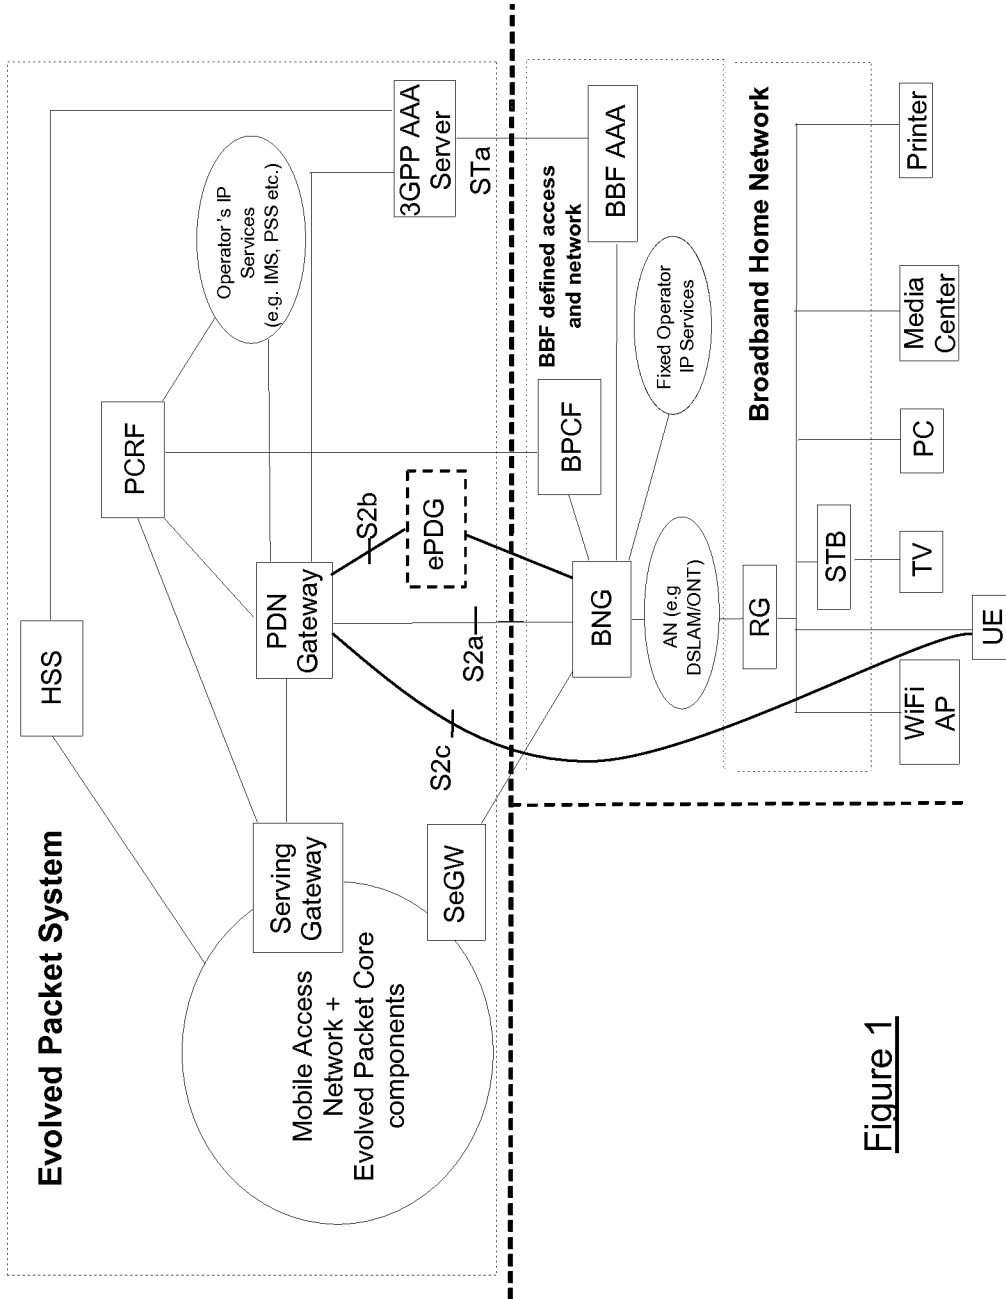 Evolved Packet System
HSS
PCRF
Operator's IP
Services
(e.g. IMS, PSS etc.)
Serving
Gateway
PDN
Gateway
Mobile Access
Network +
Evolved Packet Core
components
S2b
ePDG
3GPP AAA
Server
STa
SeGW
S2c
S2a
BBF defined access
and network
BPCF
BNG
BBF AAA
Fixed Operator
IP Services
AN (e.g
DSLAM/ONT)
Broadband Home Network
RG
STB
WiFi
AP
UE
TV
PC
Media
Center
Printer
Figure 1